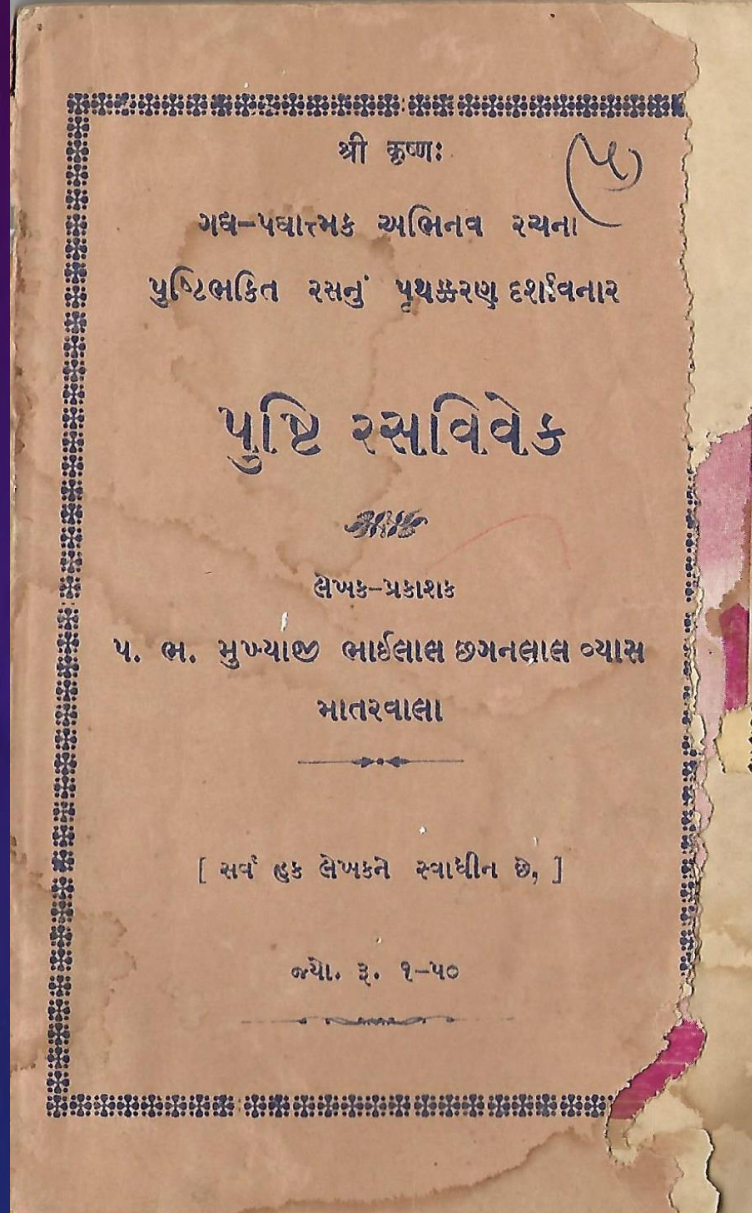 श्री कृष्णः
૫
ગદ્ય-પદ્યાત્મક અભિનવ રચના
પુષ્ટિભકિત રસનું પૃથક્કરણ દર્શાવનાર
પુષ્ટિ રસવિવેક
લેખક-પ્રકાશક
પ. ભ. મુખ્યાજી ભાઈલાલ છગનલાલ વ્યાસ
માતરવાલા
[ સર્વ હક લેખકને સ્વાધીન છે, ]
જ્યો. રૂ. ૧-૫૦